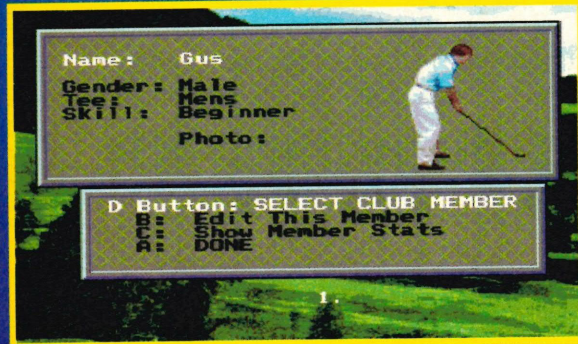 Name: Gus
Gender: Male
Tee: Mens
Skill: Beginner
Photo:
D Button: SELECT CLUB MEMBER
B: Edit This Member
C: Show Member Stats
A: DONE
1.